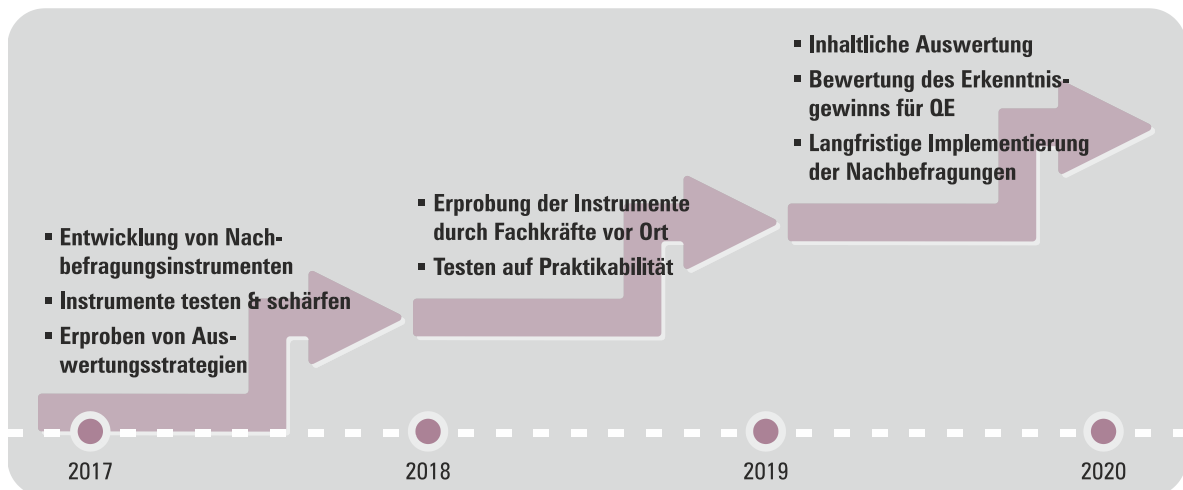 ▪ Inhaltliche Auswertung
▪ Bewertung des Erkenntnis-
gewinns für QE
▪ Langfristige Implementierung
der Nachbefragungen
▪ Erprobung der Instrumente
durch Fachkräfte vor Ort
▪ Testen auf Praktikabilität
▪ Entwicklung von Nach-
befragungsinstrumenten
▪ Instrumente testen & schärfen
▪ Erproben von Aus-
wertungsstrategien
2017
2018
2019
2020